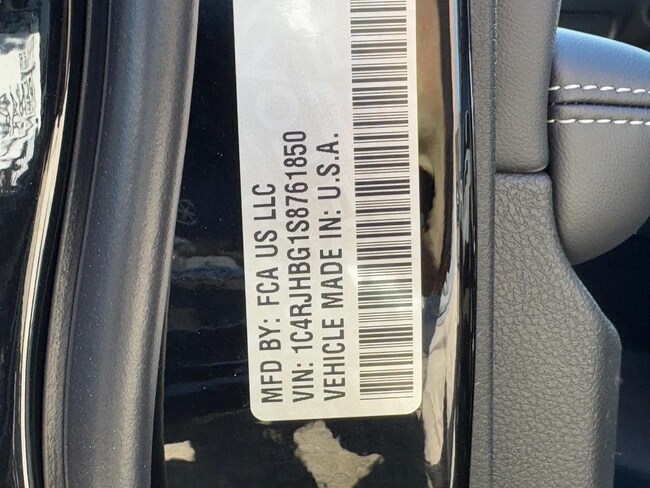 MFD BY: FCA US LLC
VIN: 1C4RJHBG1S8761850
VEHICLE MADE IN: U.S.A.